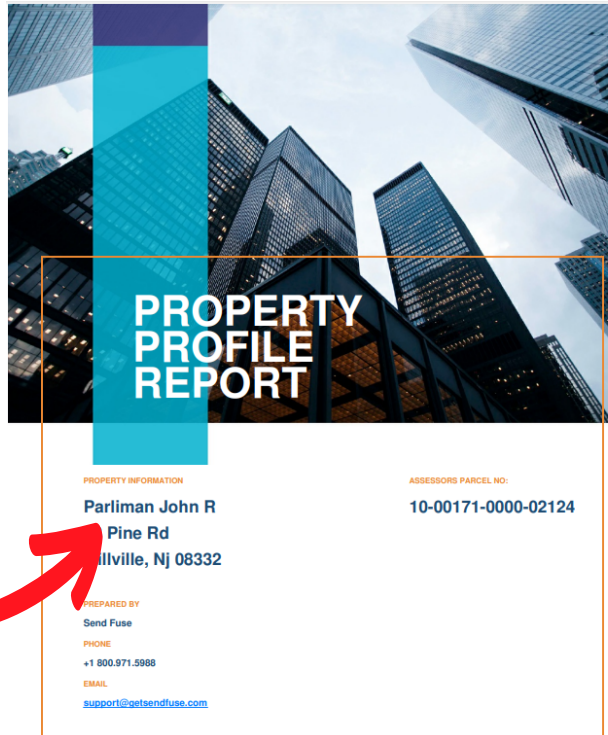 PROPERTY
PROFILE
REPORT
PROPERTY INFORMATION
Parliman John R
Pine Rd
illville, Nj 08332
ASSESSORS PARCEL NO:
10-00171-0000-02124
PREPARED BY
Send Fuse
PHONE
+1 800.971.5988
EMAIL
support@getsendfuse.com